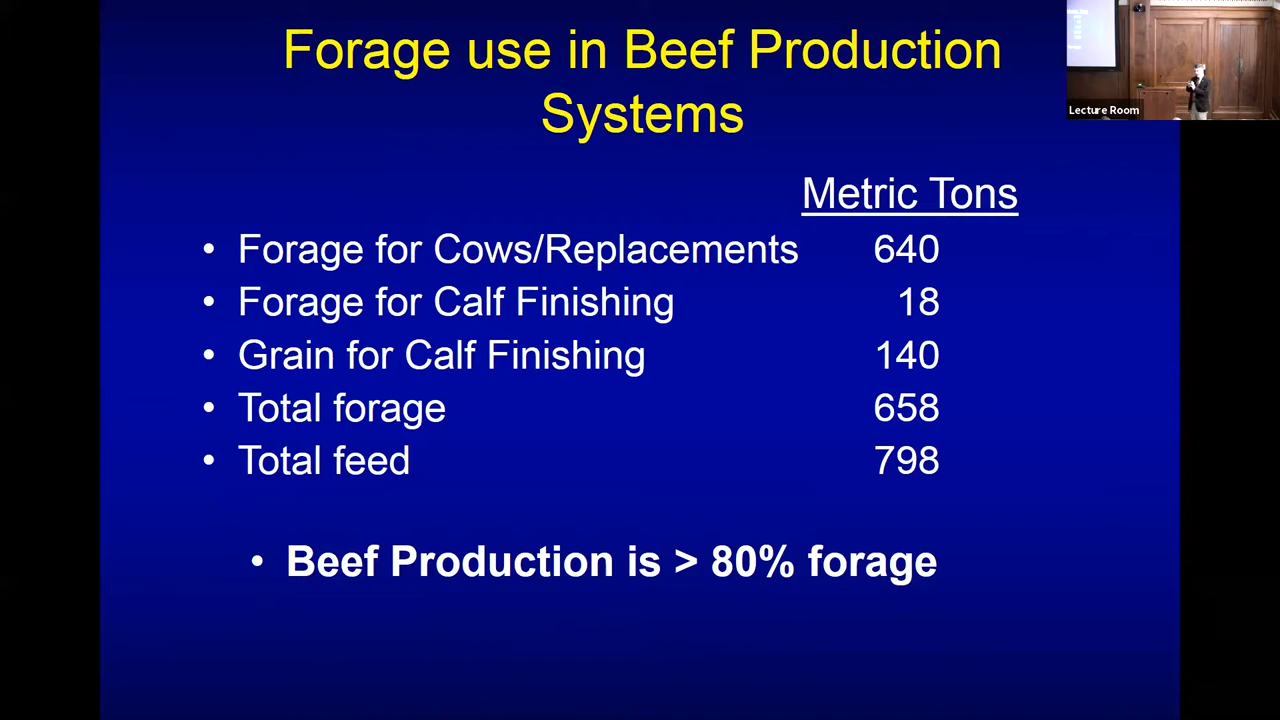 Forage use in Beef Production
Systems
Lecture Room
Metric Tons
• Forage for Cows/Replacements 640
• Forage for Calf Finishing 18
• Grain for Calf Finishing 140
• Total forage 658
• Total feed 798
• Beef Production is > 80% forage